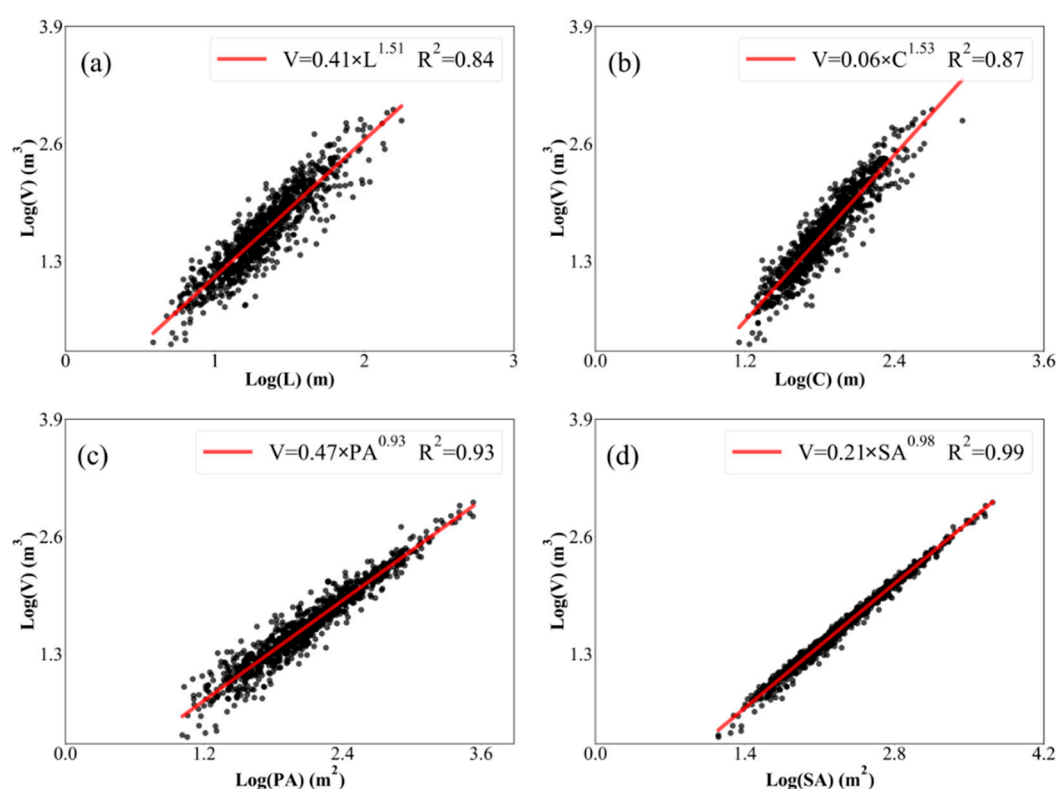 (a)
V=0.41×L^1.51 R^2=0.84
3.9
2.6
1.3
Log(V) (m^3)
0
1
2
3
Log(L) (m)
(b)
V=0.06×C^1.53 R^2=0.87
3.9
2.6
1.3
Log(V) (m^3)
0.0
1.2
2.4
3.6
Log(C) (m)
(c)
V=0.47×PA^0.93 R^2=0.93
3.9
2.6
1.3
Log(V) (m^3)
0.0
1.2
2.4
3.6
Log(PA) (m^2)
(d)
V=0.21×SA^0.98 R^2=0.99
3.9
2.6
1.3
Log(V) (m^3)
0.0
1.4
2.8
4.2
Log(SA) (m^2)